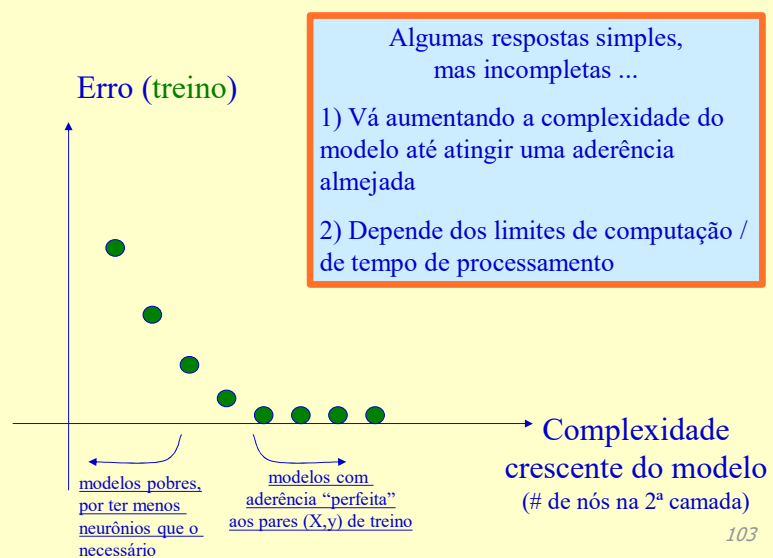 Algumas respostas simples,
mas incompletas ...
1) Vá aumentando a complexidade do
modelo até atingir uma aderência
almejada
2) Depende dos limites de computação /
de tempo de processamento
Erro (treino)
Complexidade
crescente do modelo
(# de nós na 2ª camada)
modelos pobres,
por ter menos
neurônios que o
necessário
modelos com
aderência “perfeita”
aos pares (X,y) de treino
103